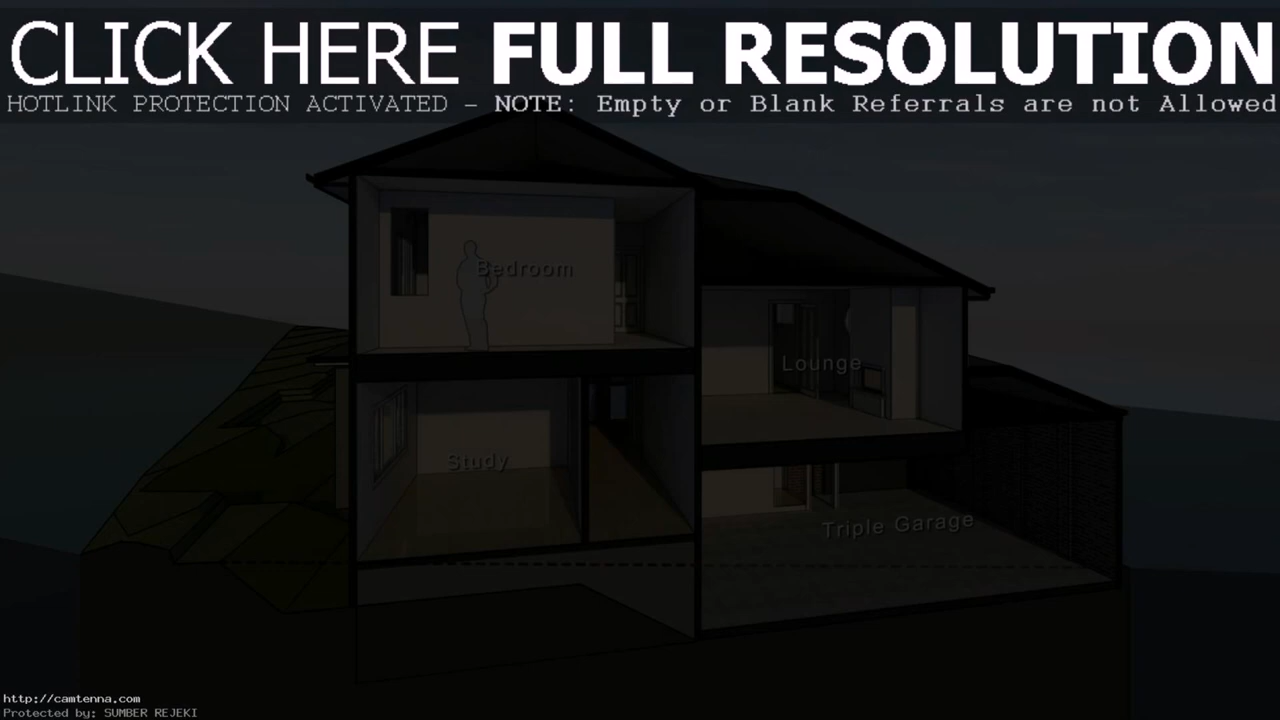 CLICK HERE FULL RESOLUTION
HOTLINK PROTECTION ACTIVATED – NOTE: Empty or Blank Referrals are not Allowed
Bedroom
Lounge
Study
Triple Garage
http://camtenna.com
Protected by: SUMBER REJEKI